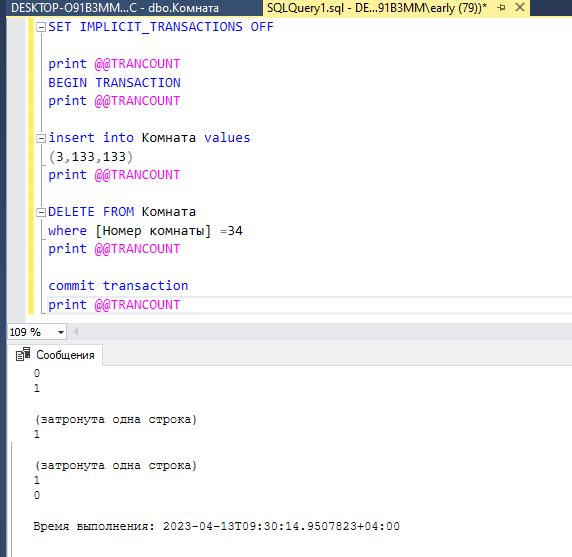 DESKTOP-O91B3MM...C - dbo.Комната
SQLQuery1.sql - DE...91B3MM\early (79))*
SET IMPLICIT_TRANSACTIONS OFF
print @@TRANCOUNT
BEGIN TRANSACTION
print @@TRANCOUNT
insert into Комната values
(3,133,133)
print @@TRANCOUNT
DELETE FROM Комната
where [Номер комнаты] =34
print @@TRANCOUNT
commit transaction
print @@TRANCOUNT
109 %
Сообщения
0
1
(затронута одна строка)
1
(затронута одна строка)
1
0
Время выполнения: 2023-04-13T09:30:14.9507823+04:00